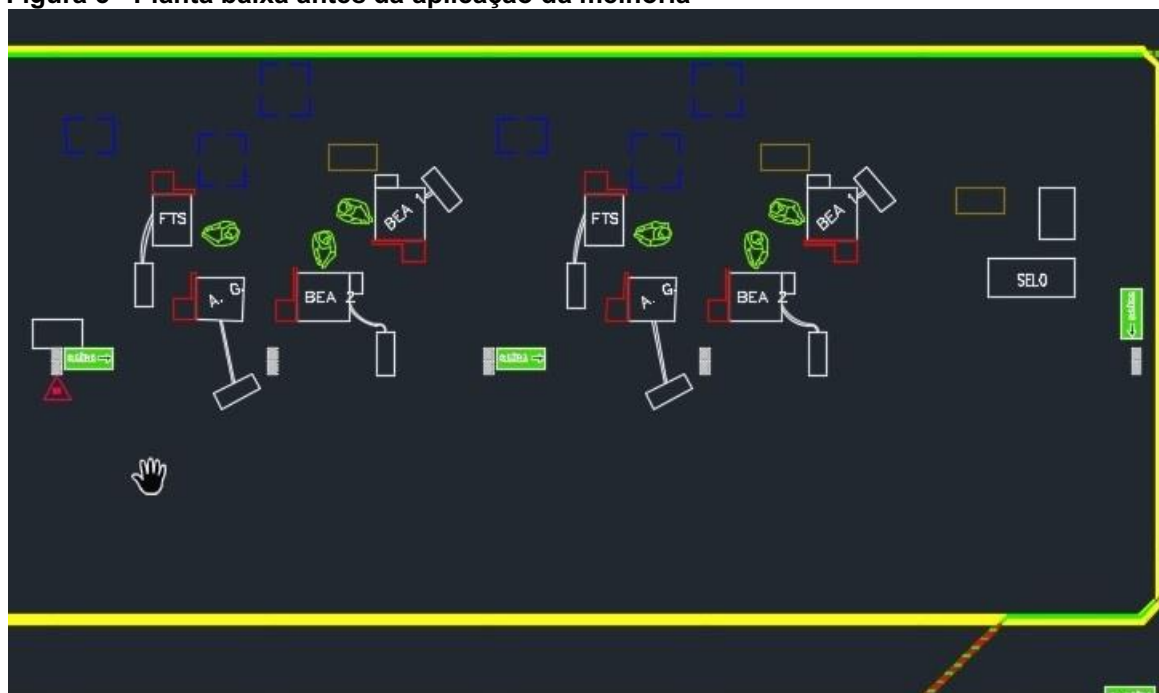 Figura 3 - Planta baixa antes da aplicação da melhoria
FTS
BEA 1
FTS
BEA 1
A. G.
BEA 2
A. G.
BEA 2
SELO